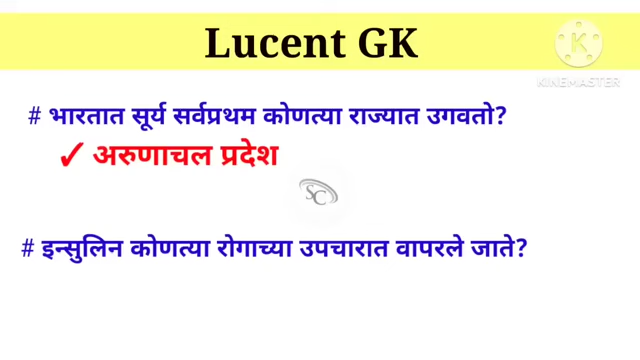 Lucent GK
K
KINEMASTER
# भारतात सूर्य सर्वप्रथम कोणत्या राज्यात उगवतो?
✓ अरुणाचल प्रदेश
SC
# इन्सुलिन कोणत्या रोगाच्या उपचारात वापरले जाते?